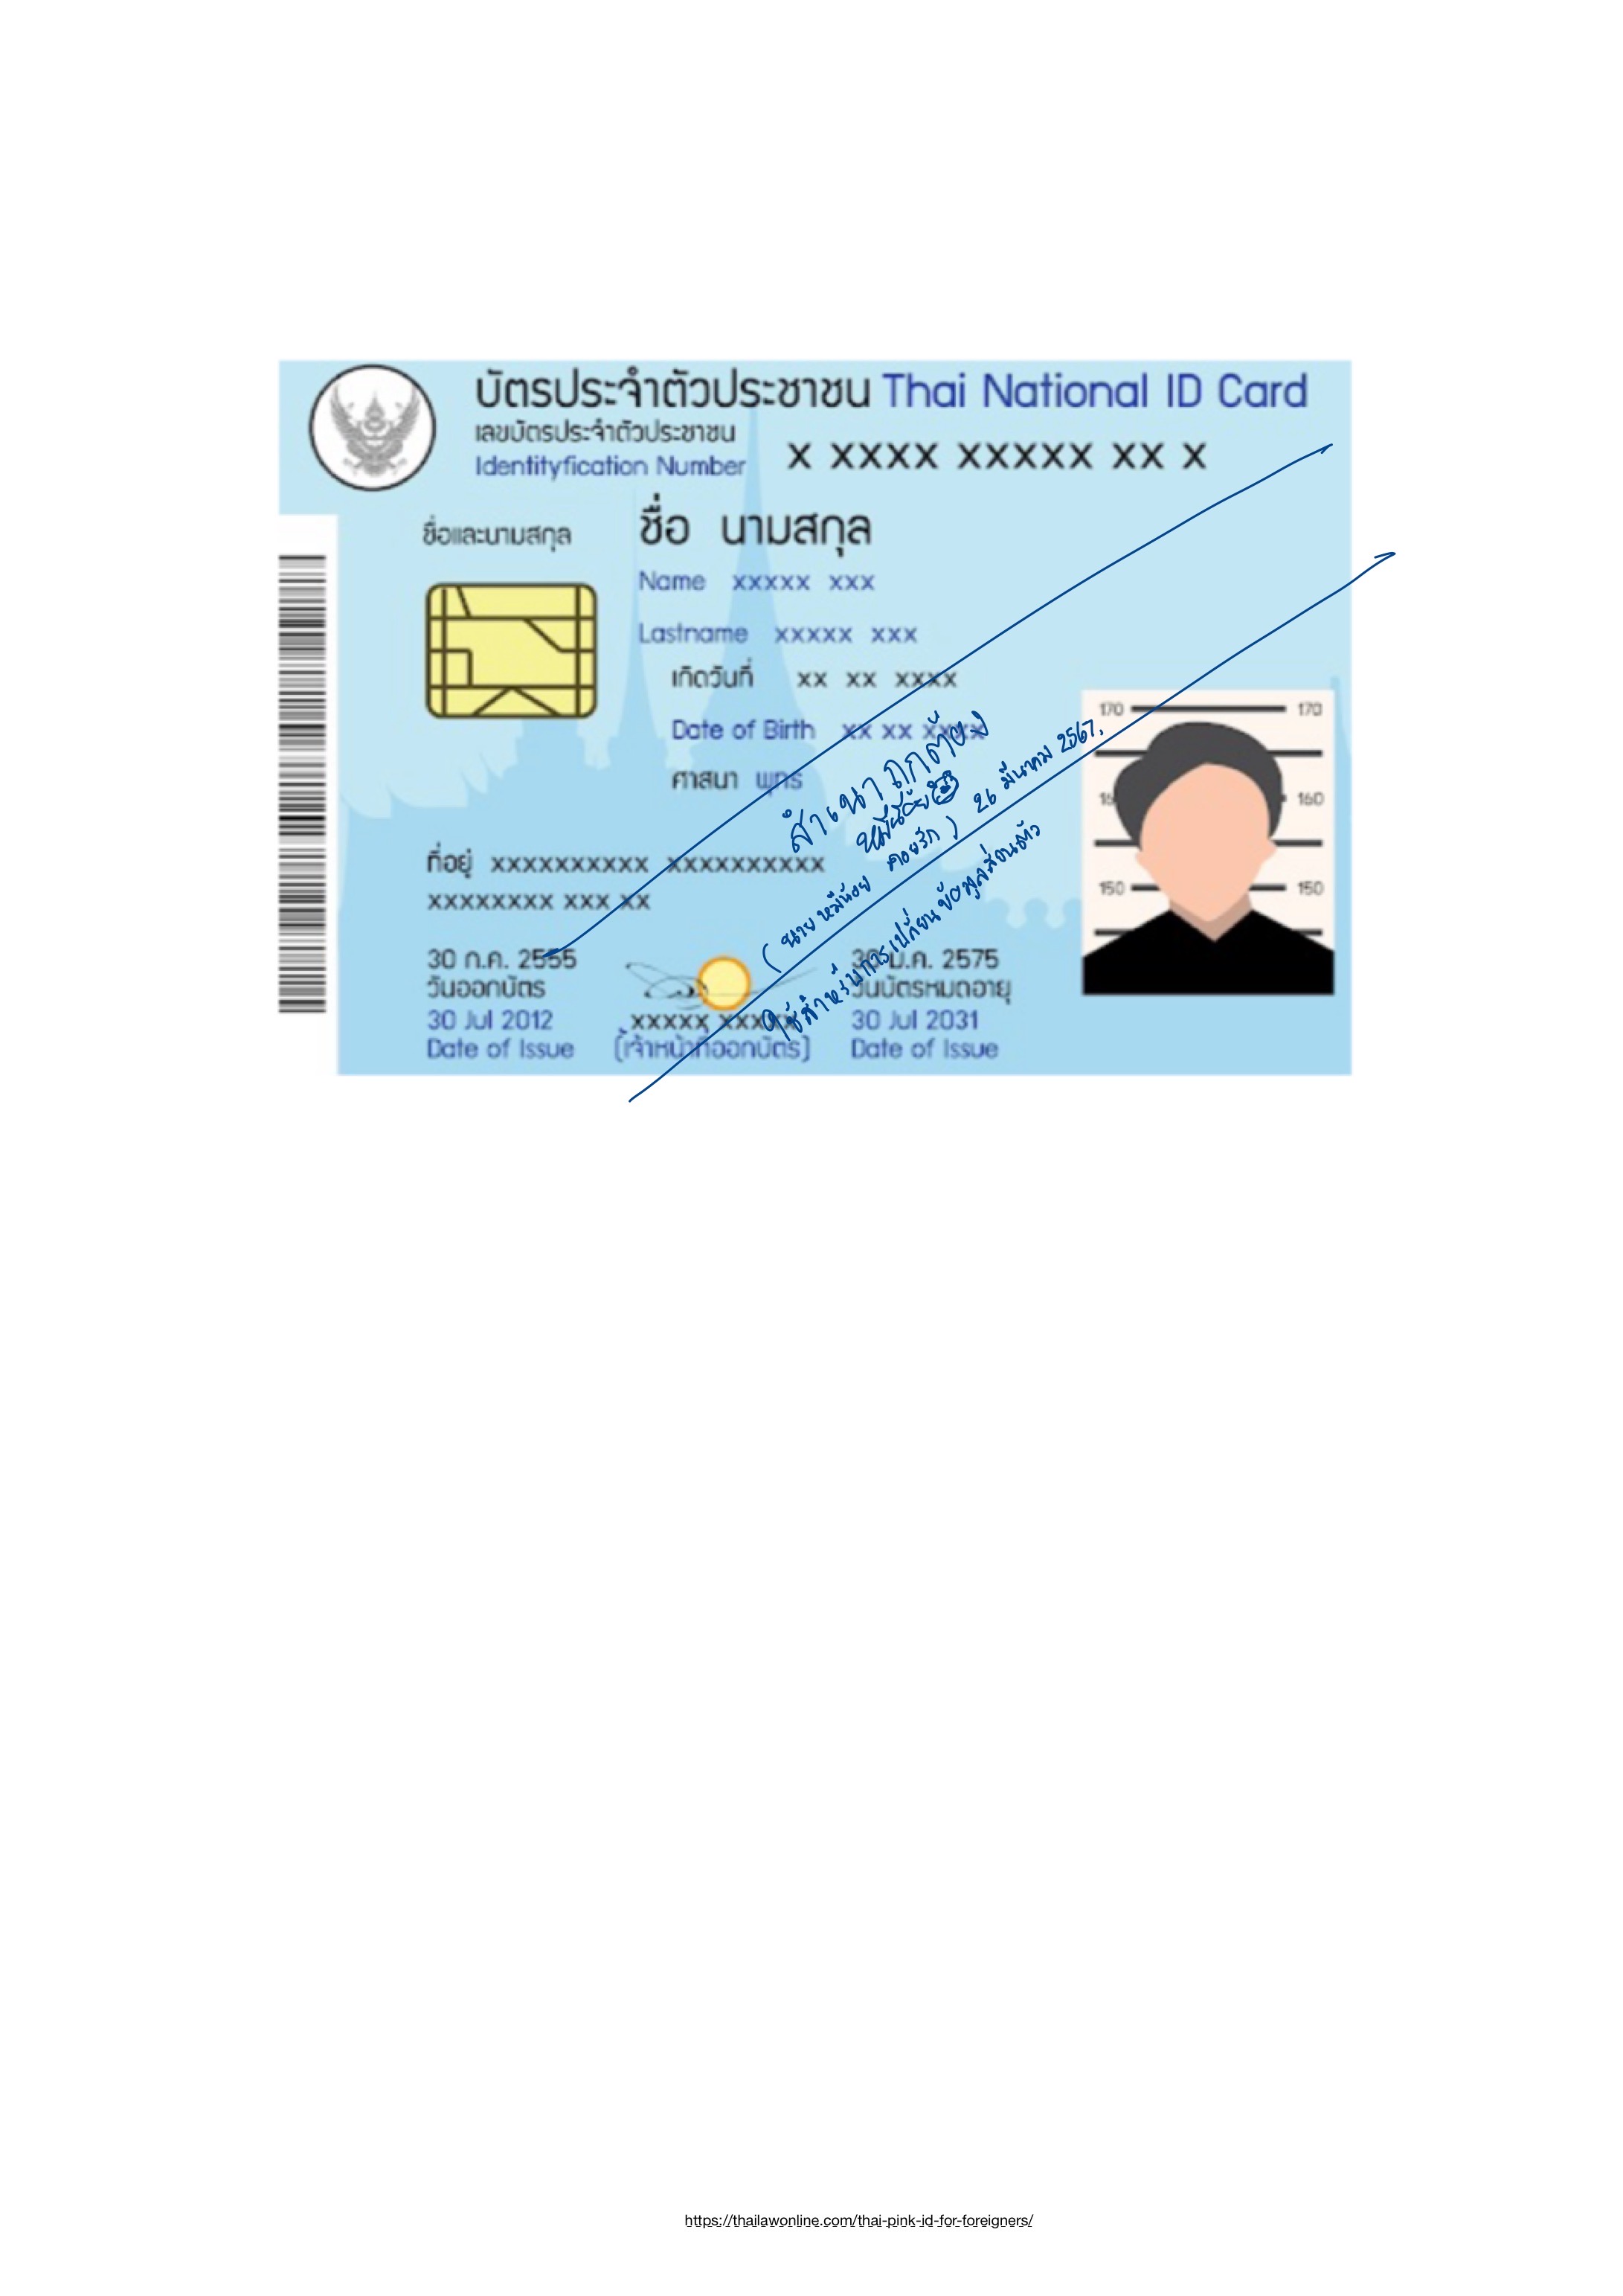 บัตรประจำตัวประชาชน Thai National ID Card
เลขบัตรประจำตัวประชาชน
Identityfication Number X XXXX XXXXX XX X
ชื่อและนามสกุล ชื่อ นามสกุล
Name xxxxx xxx
Lastname xxxxx xxx
เกิดวันที่ xx xx xxxx
Date of Birth xx xx xxxx
ศาสนา พุทธ
ที่อยู่ xxxxxxxxxx xxxxxxxxxx
xxxxxxxx xxx xx
30 ก.ค. 2555
วันออกบัตร
30 Jul 2012
Date of Issue
xxxxx xxxxx
(เจ้าหน้าที่ออกบัตร)
30 ม.ค. 2575
วันบัตรหมดอายุ
30 Jul 2031
Date of Issue
170 170
160
150 150
สำเนาถูกต้อง
หมีน้อย
(นายหมีน้อย คอยรัก) 26 มีนาคม 2567.
ใช้สำหรับการเปลี่ยนข้อมูลส่วนตัว
https://thailawonline.com/thai-pink-id-for-foreigners/